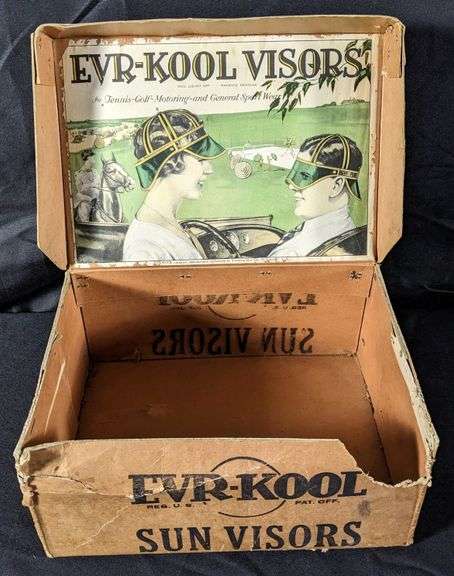 EVR-KOOL VISORS
for Tennis-Golf-Motoring-and General Sport Wear
EVR-KOOL
SUN VISORS
EVR-KOOL
REG. U.S. PAT. OFF.
SUN VISORS